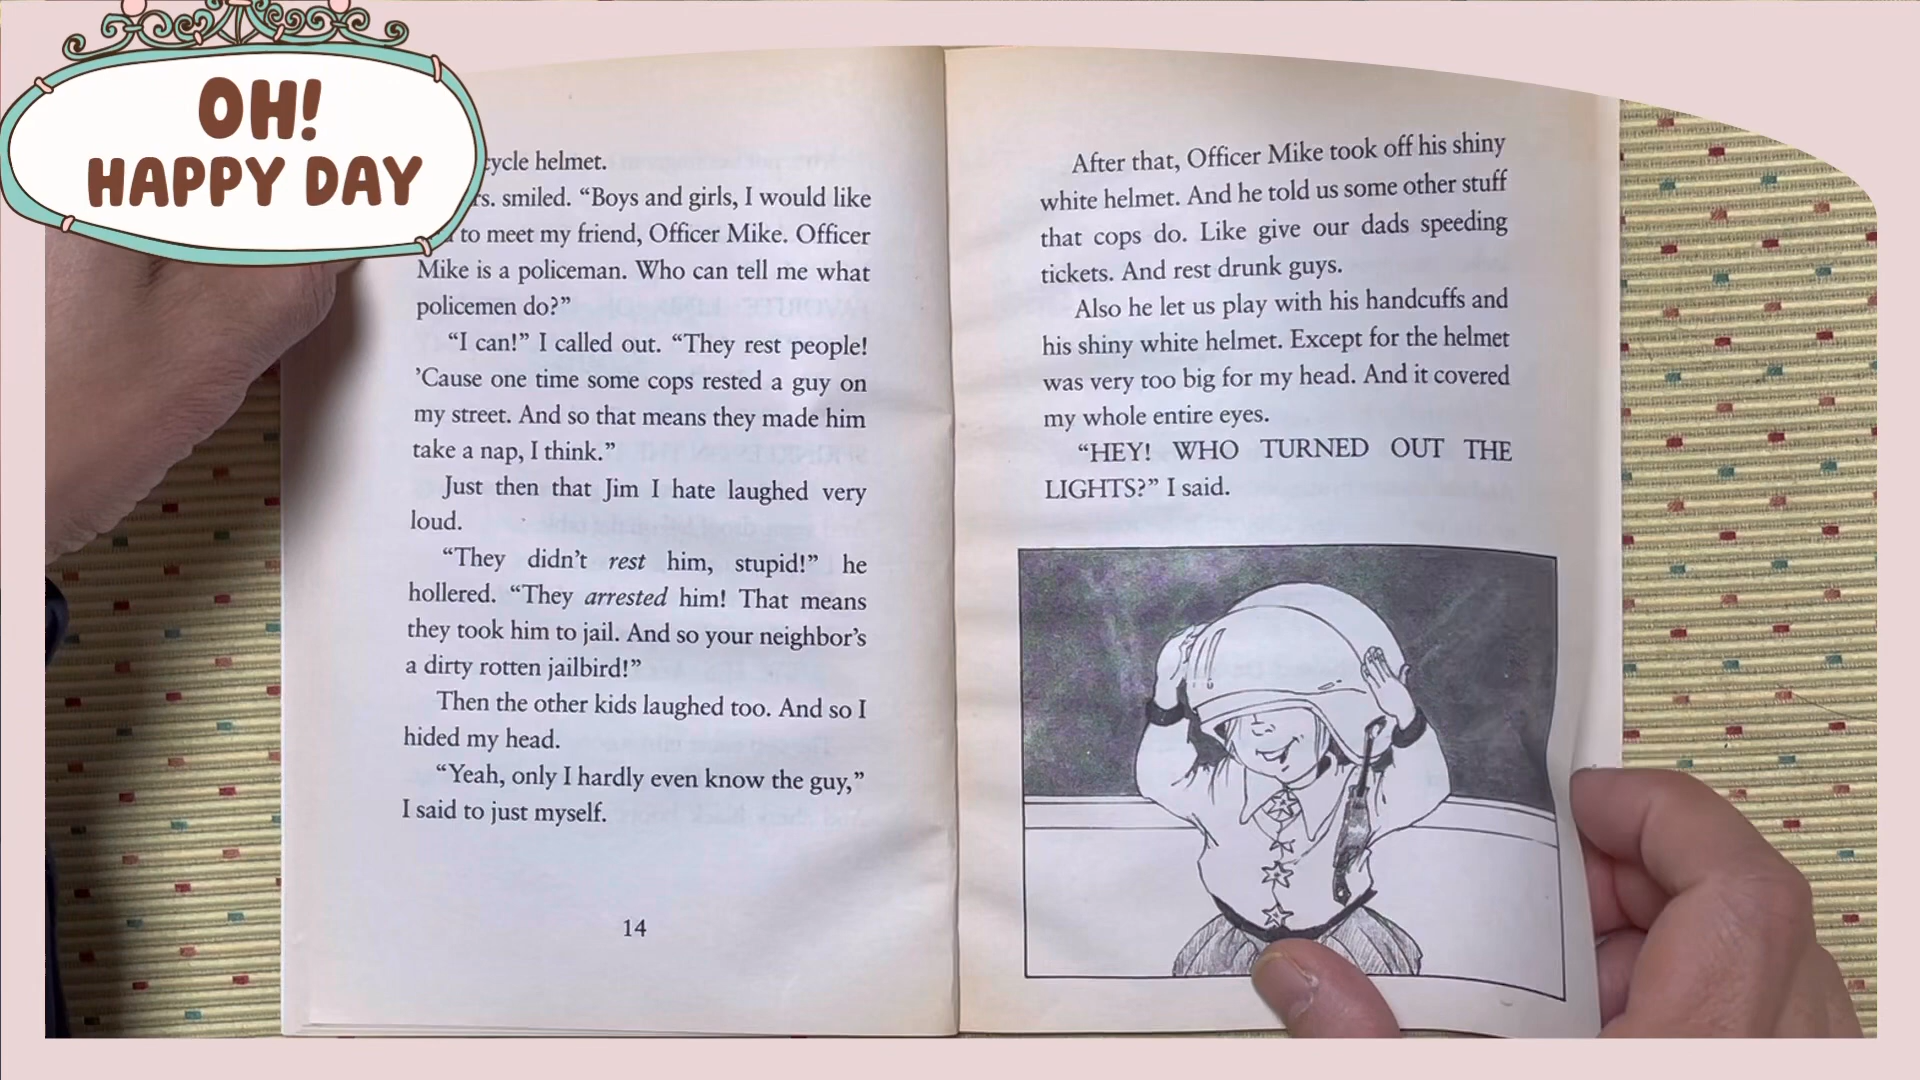 OH!
HAPPY DAY
cycle helmet.
smiled. “Boys and girls, I would like
to meet my friend, Officer Mike. Officer
Mike is a policeman. Who can tell me what
policemen do?”
“I can!” I called out. “They rest people!
’Cause one time some cops rested a guy on
my street. And so that means they made him
take a nap, I think.”
Just then that Jim I hate laughed very
loud.
“They didn’t rest him, stupid!” he
hollered. “They arrested him! That means
they took him to jail. And so your neighbor’s
a dirty rotten jailbird!”
Then the other kids laughed too. And so I
hided my head.
“Yeah, only I hardly even know the guy,”
I said to just myself.
14
After that, Officer Mike took off his shiny
white helmet. And he told us some other stuff
that cops do. Like give our dads speeding
tickets. And rest drunk guys.
Also he let us play with his handcuffs and
his shiny white helmet. Except for the helmet
was very too big for my head. And it covered
my whole entire eyes.
“HEY! WHO TURNED OUT THE
LIGHTS?” I said.